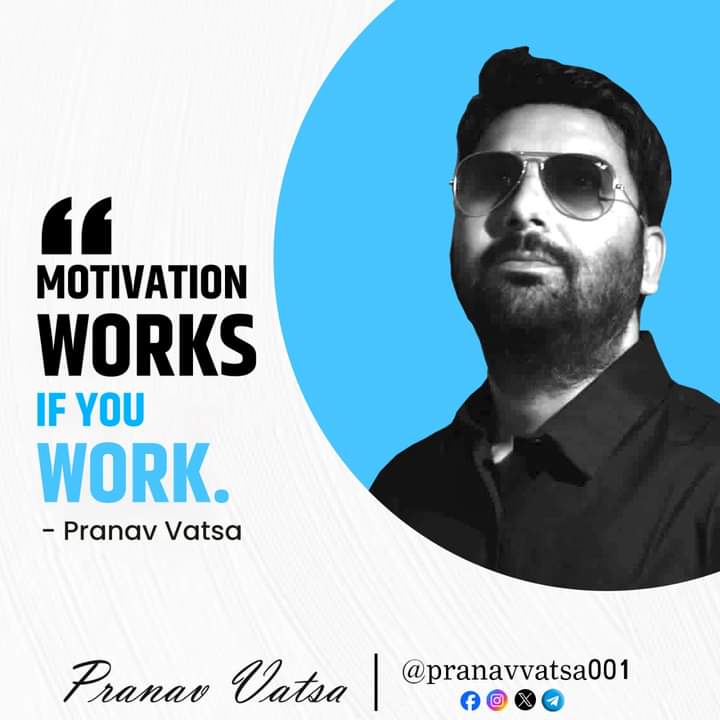 “
MOTIVATION
WORKS
IF YOU
WORK.
- Pranav Vatsa
Pranav Vatsa | @pranavvatsa001